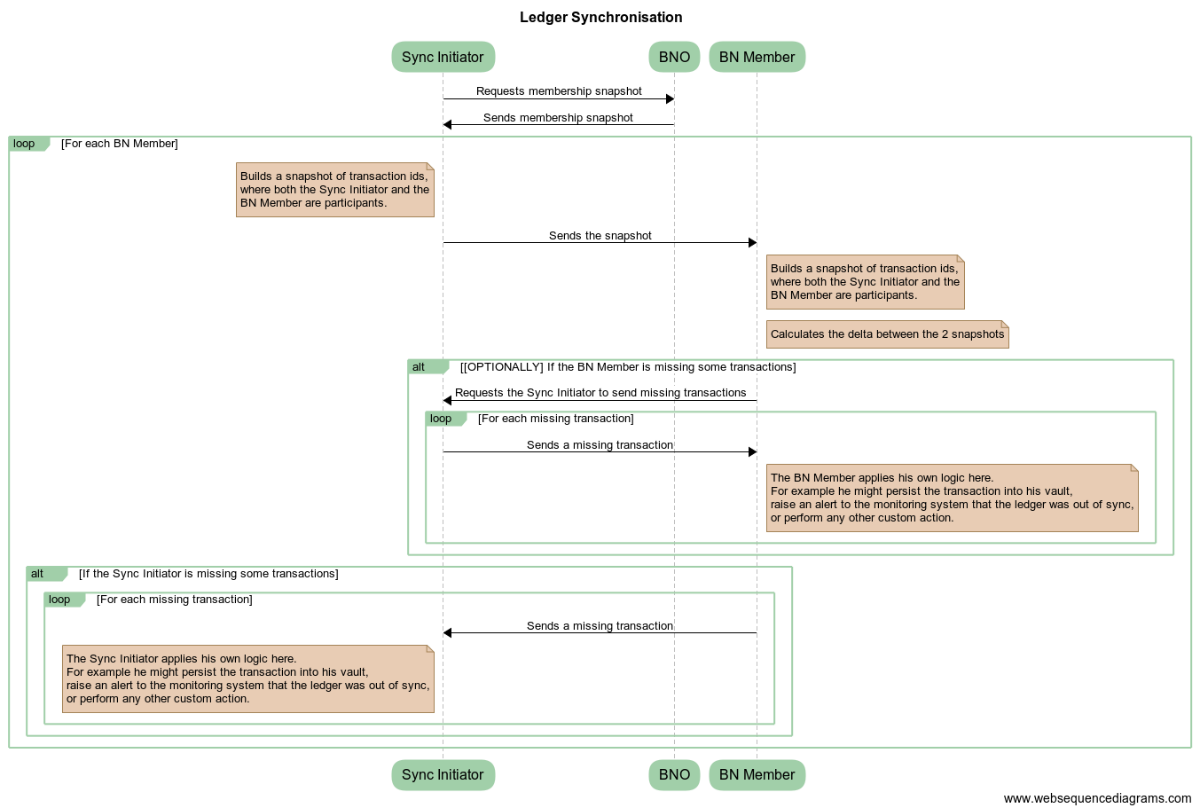 Ledger Synchronisation
Sync Initiator
BNO
BN Member
Requests membership snapshot
Sends membership snapshot
loop
[For each BN Member]
Builds a snapshot of transaction ids,
where both the Sync Initiator and the
BN Member are participants.
Sends the snapshot
Builds a snapshot of transaction ids,
where both the Sync Initiator and the
BN Member are participants.
Calculates the delta between the 2 snapshots
alt
[[OPTIONALLY] If the BN Member is missing some transactions]
Requests the Sync Initiator to send missing transactions
loop
[For each missing transaction]
Sends a missing transaction
The BN Member applies his own logic here.
For example he might persist the transaction into his vault,
raise an alert to the monitoring system that the ledger was out of sync,
or perform any other custom action.
alt
[If the Sync Initiator is missing some transactions]
loop
[For each missing transaction]
Sends a missing transaction
The Sync Initiator applies his own logic here.
For example he might persist the transaction into his vault,
raise an alert to the monitoring system that the ledger was out of sync,
or perform any other custom action.
Sync Initiator
BNO
BN Member
www.websequencediagrams.com